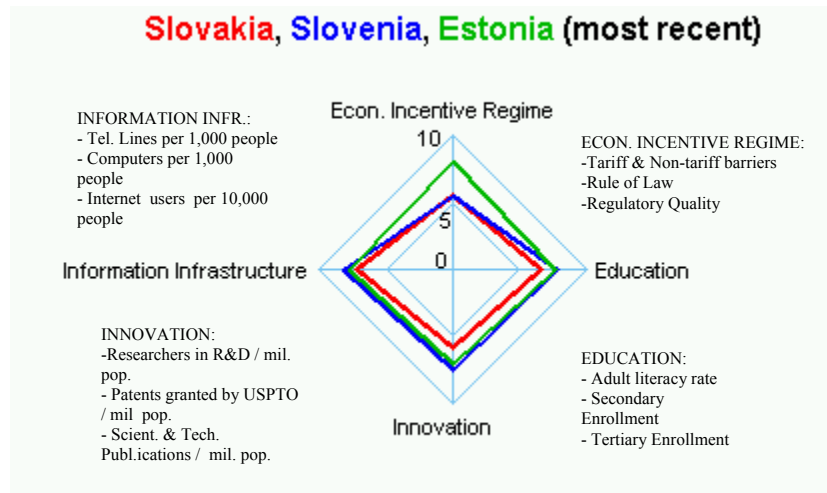 Slovakia, Slovenia, Estonia (most recent)
INFORMATION INFR.:
- Tel. Lines per 1,000 people
- Computers per 1,000
people
- Internet users per 10,000
people
Econ. Incentive Regime
10
5
0
ECON. INCENTIVE REGIME:
-Tariff & Non-tariff barriers
-Rule of Law
-Regulatory Quality
Information Infrastructure
Education
INNOVATION:
-Researchers in R&D / mil.
pop.
- Patents granted by USPTO
/ mil pop.
- Scient. & Tech.
Publ.ications / mil. pop.
Innovation
EDUCATION:
- Adult literacy rate
- Secondary
Enrollment
- Tertiary Enrollment